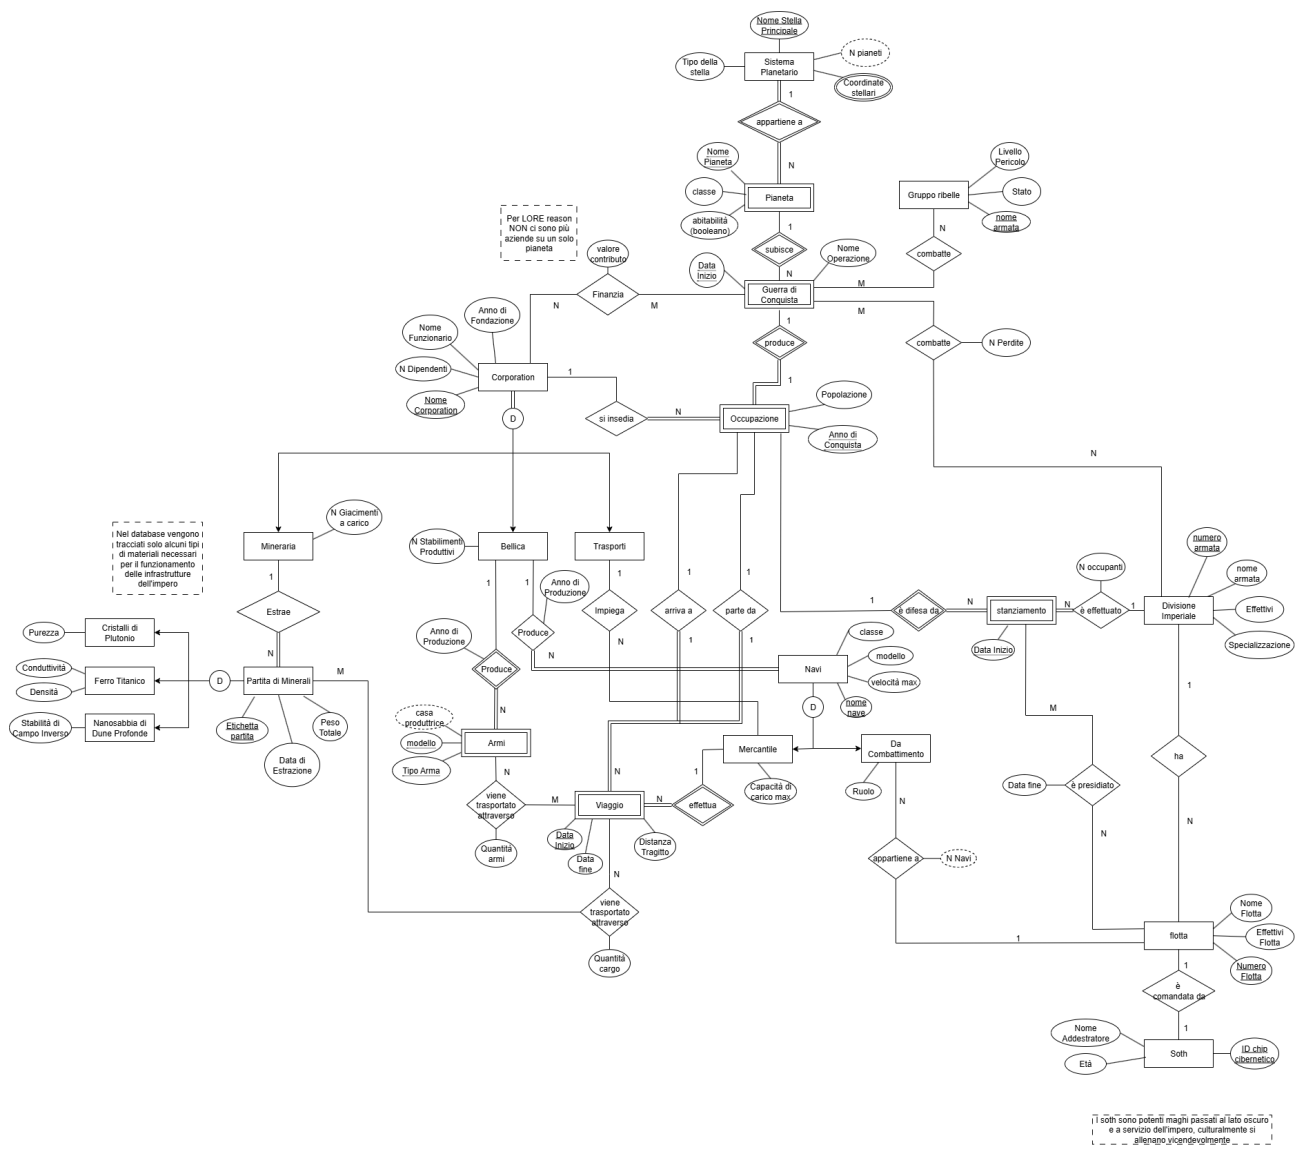 Nome Stella
Principale
Tipo della
stella
Sistema
Planetario
N pianeti
Coordinate
stellari
1
appartiene a
N
Nome
Pianeta
classe
abitabilità
(booleano)
Pianeta
1
subisce
N
Livello
Pericolo
Gruppo ribelle
Stato
nome
armata
N
combatte
M
Per LORE reason
NON ci sono più
aziende su un solo
pianeta
valore
contributo
Finanzia
N
M
Data
Inizio
Nome
Operazione
Guerra di
Conquista
M
1
produce
1
combatte
N Perdite
N
Anno di
Fondazione
Nome
Funzionario
N Dipendenti
Nome
Corporation
Corporation
1
D
si insedia
N
Occupazione
Popolazione
Anno di
Conquista
Nel database vengono
tracciati solo alcuni tipi
di materiali necessari
per il funzionamento
delle infrastrutture
dell'impero
N Giacimenti
a carico
Mineraria
1
Estrae
N
N Stabilimenti
Produttivi
Bellica
Trasporti
1
1
Anno di
Produzione
Produce
N
Anno di
Produzione
Produce
N
1
Impiega
N
1
arriva a
1
1
parte da
1
1
è difesa da
N
stanziamento
Data Inizio
N
N occupanti
è effettuato
1
numero
armata
nome
armata
Divisione
Imperiale
Effettivi
Specializzazione
Purezza
Cristalli di
Plutonio
Conduttività
Densità
Ferro Titanico
Stabilità di
Campo Inverso
Nanosabbia di
Dune Profonde
D
Partita di Minerali
M
Etichetta
partita
Data di
Estrazione
Peso
Totale
casa
produttrice
modello
Tipo Arma
Armi
N
viene
trasportato
attraverso
M
Quantità
armi
classe
modello
velocità max
nome
nave
Navi
D
Mercantile
Capacità di
carico max
Da
Combattimento
Ruolo
N
Viaggio
N
effettua
1
Data
Inizio
Data
fine
Distanza
Tragitto
N
viene
trasportato
attraverso
Quantità
cargo
N
appartiene a
N Navi
1
M
Data fine
è presidiato
N
1
ha
N
Nome
Flotta
Effettivi
Flotta
Numero
Flotta
flotta
1
è
comandata da
1
Nome
Addestratore
Età
Soth
ID chip
cibernetico
I soth sono potenti maghi passati al lato oscuro
e a servizio dell'impero, culturalmente si
allenano vicendevolmente